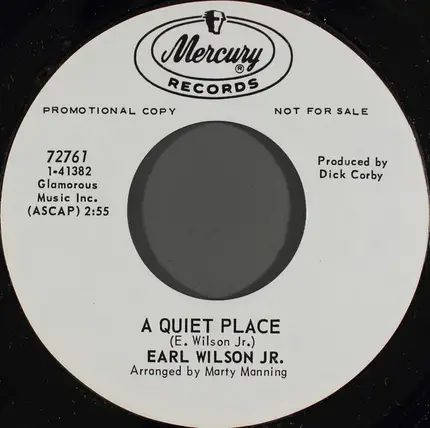 Mercury
®
RECORDS
PROMOTIONAL COPY
NOT FOR SALE
72761
1-41382
Glamorous
Music Inc.
(ASCAP) 2:55
Produced by
Dick Corby
A QUIET PLACE
(E. Wilson Jr.)
EARL WILSON JR.
Arranged by Marty Manning